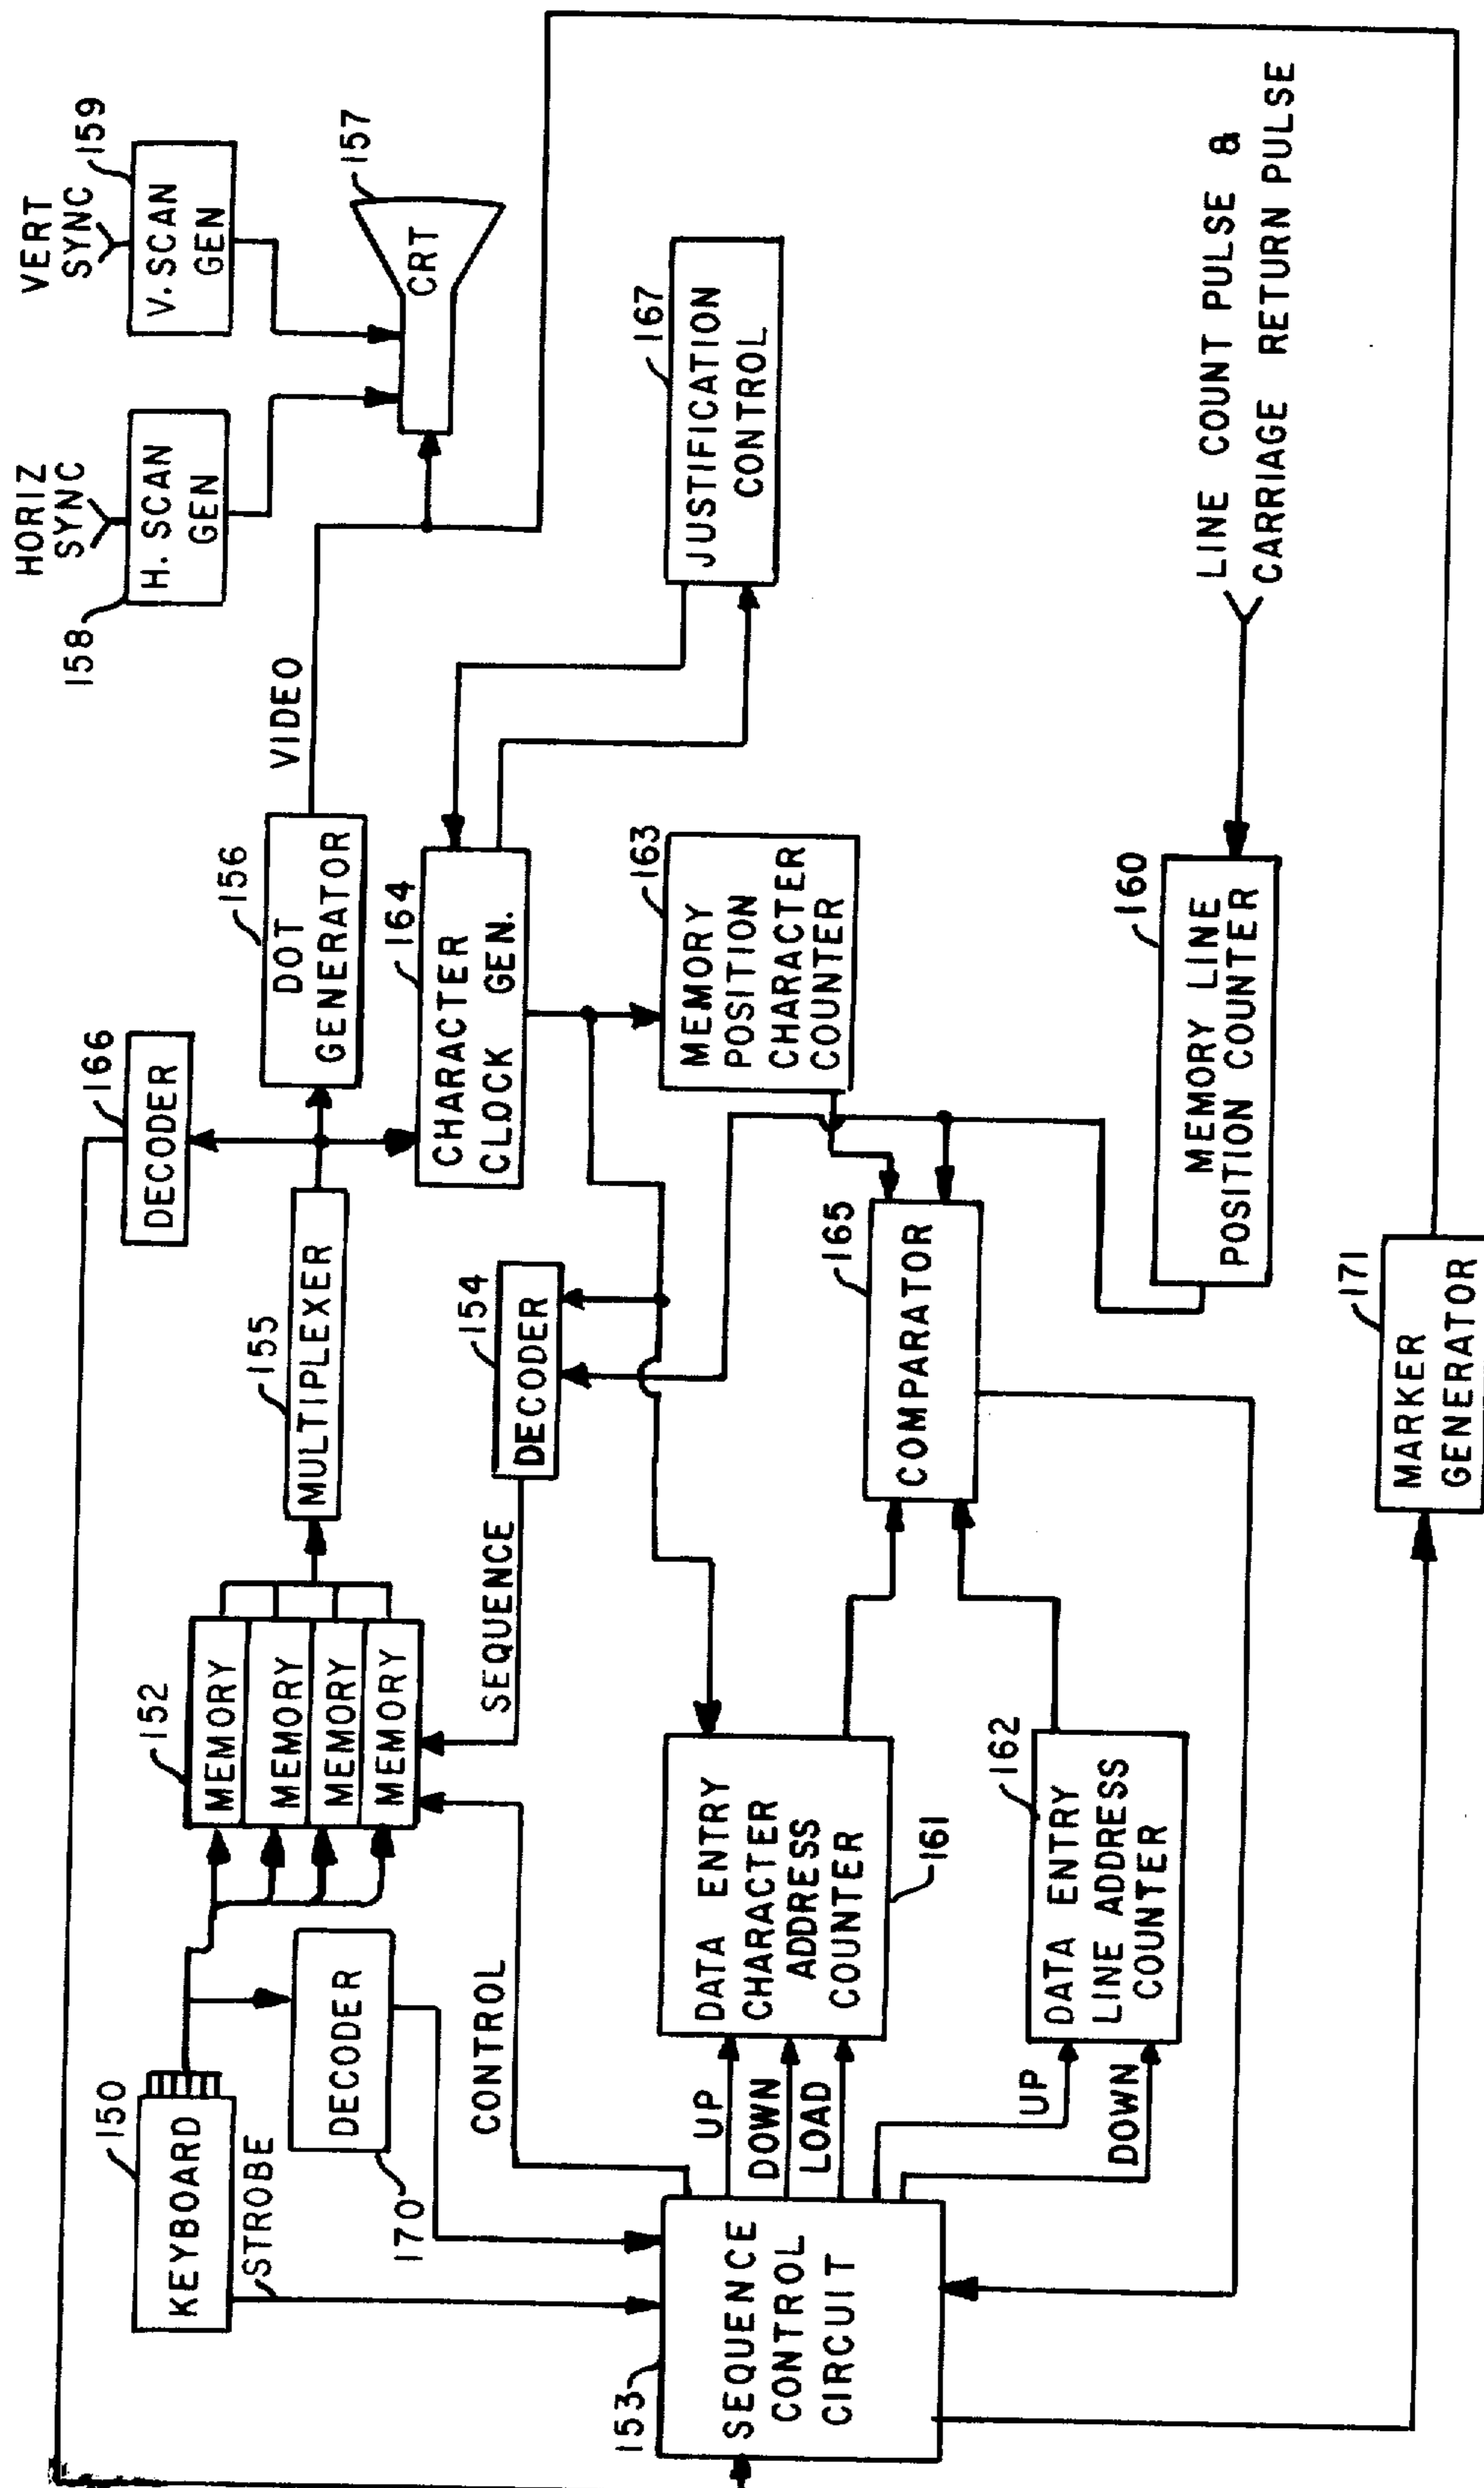 HORIZ
SYNC
VERT
SYNC
158
H. SCAN
GEN
V. SCAN
GEN
159
157
CRT
VIDEO
166
DECODER
155
MULTIPLEXER
156
DOT
GENERATOR
152
MEMORY
MEMORY
MEMORY
MEMORY
150
KEYBOARD
STROBE
DECODER
170
CONTROL
SEQUENCE
154
DECODER
164
CHARACTER
CLOCK GEN.
167
JUSTIFICATION
CONTROL
163
MEMORY
POSITION
CHARACTER
COUNTER
153
SEQUENCE
CONTROL
CIRCUIT
UP
DOWN
LOAD
DATA ENTRY
CHARACTER
ADDRESS
COUNTER
161
165
COMPARATOR
UP
DOWN
162
DATA ENTRY
LINE ADDRESS
COUNTER
160
MEMORY LINE
POSITION COUNTER
LINE COUNT PULSE &
CARRIAGE RETURN PULSE
171
MARKER
GENERATOR